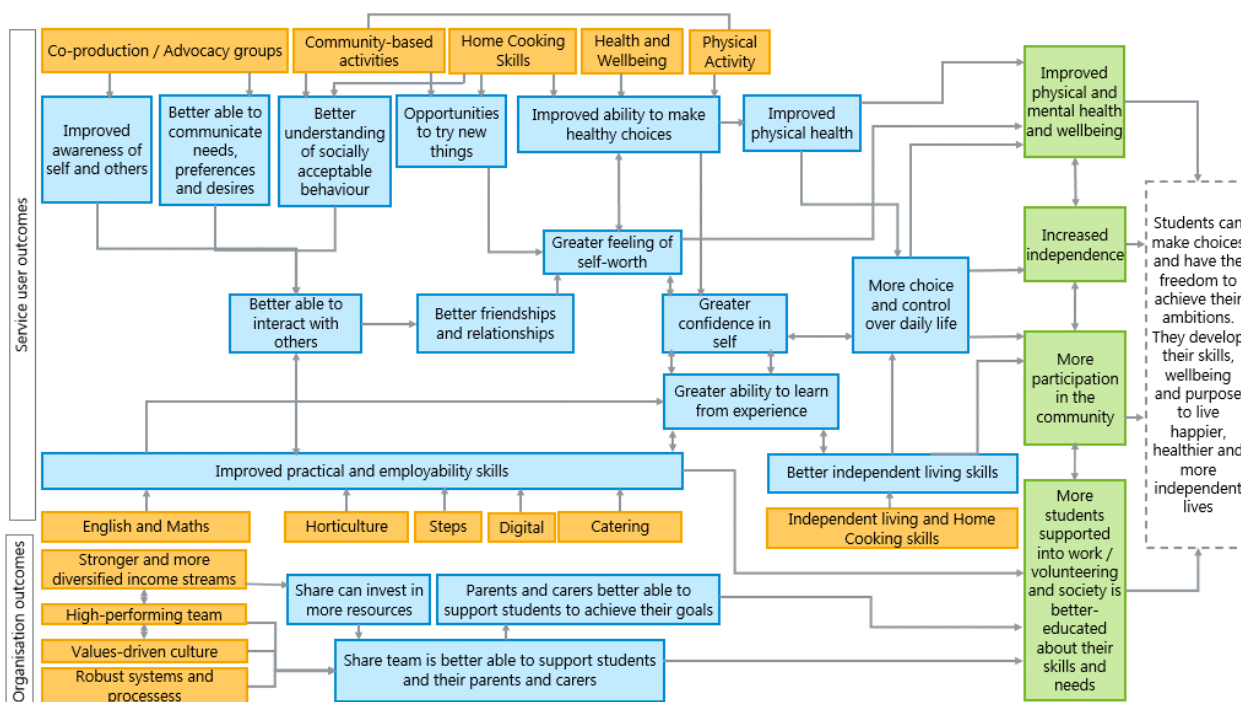 Service user outcomes
Co-production / Advocacy groups
Community-based
activities
Home Cooking
Skills
Health and
Wellbeing
Physical
Activity
Improved
awareness of
self and others
Better able to
communicate
needs,
preferences
and desires
Better
understanding
of socially
acceptable
behaviour
Opportunities
to try new
things
Improved ability to make
healthy choices
Improved
physical health
Improved
physical and
mental health
and wellbeing
Greater feeling of
self-worth
Increased
independence
Better able to
interact with
others
Better friendships
and relationships
Greater
confidence in
self
More choice
and control
over daily life
Students can
make choices
and have the
freedom to
achieve their
ambitions.
They develop
their skills,
wellbeing
and purpose
to live
happier,
healthier and
more
independent
lives
More
participation
in the
community
Greater ability to learn
from experience
Improved practical and employability skills
Better independent living skills
English and Maths
Horticulture
Steps
Digital
Catering
Independent living and Home
Cooking skills
More
students
supported
into work /
volunteering
and society is
better-
educated
about their
skills and
needs
Organisation outcomes
Stronger and more
diversified income streams
High-performing team
Values-driven culture
Robust systems and
processess
Share can invest in
more resources
Parents and carers better able to
support students to achieve their goals
Share team is better able to support students
and their parents and carers